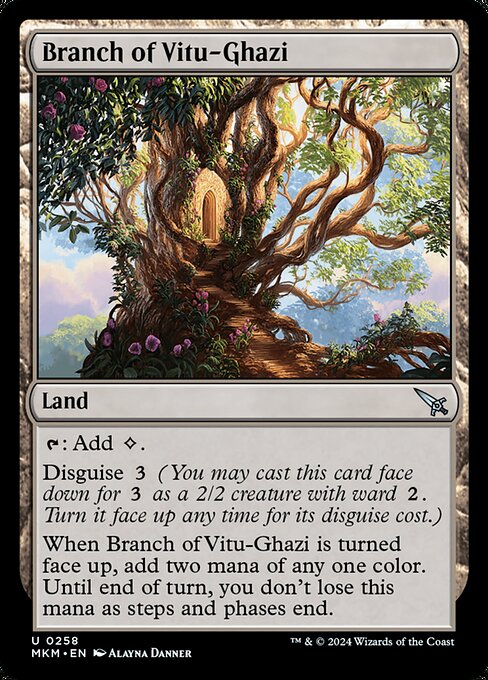 Branch of Vitu-Ghazi
Land
: Add .
Disguise 3 (You may cast this card face
down for 3 as a 2/2 creature with ward 2.
Turn it face up any time for its disguise cost.)
When Branch of Vitu-Ghazi is turned
face up, add two mana of any one color.
Until end of turn, you don't lose this
mana as steps and phases end.
U 0258
MKM • EN Alayna Danner
™ & © 2024 Wizards of the Coast